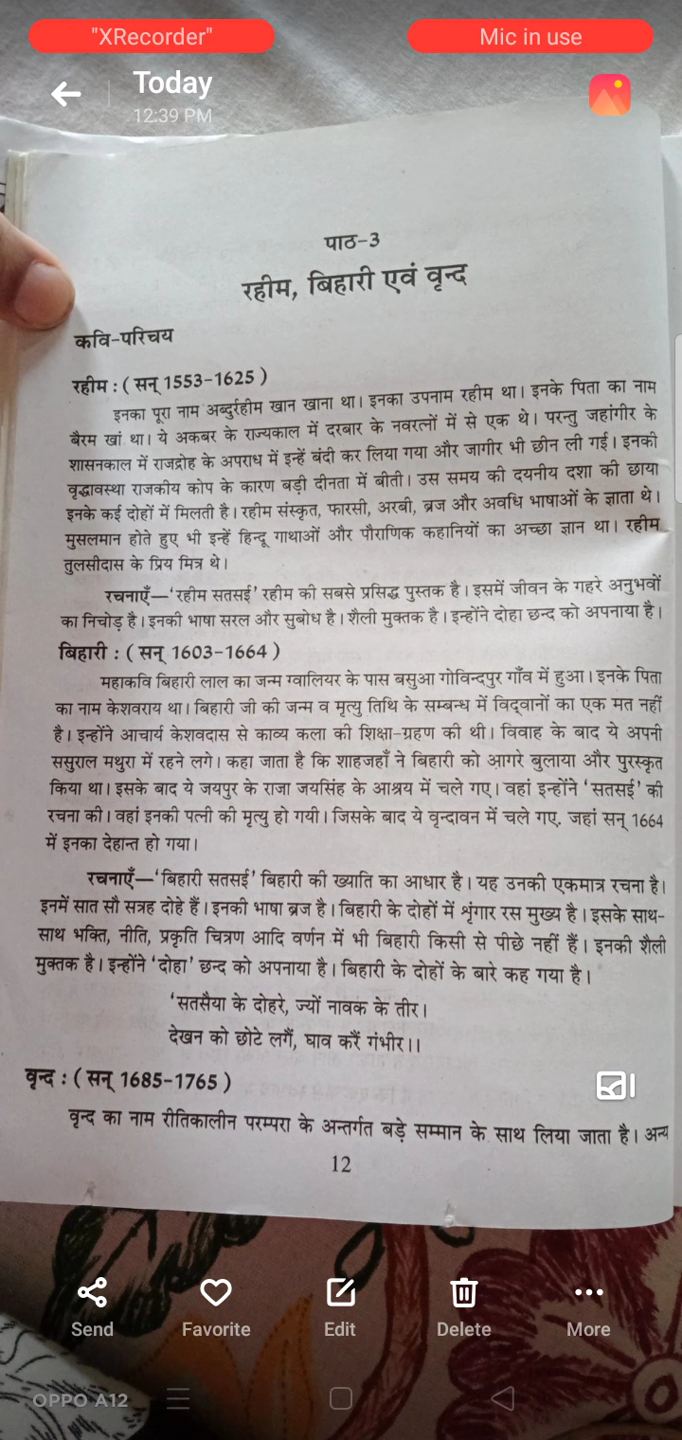 "XRecorder"
Mic in use
Today
12:39 PM
पाठ-3
रहीम, बिहारी एवं वृन्द
कवि-परिचय
रहीम : ( सन् 1553-1625 )
इनका पूरा नाम अब्दुर्रहीम खान खाना था। इनका उपनाम रहीम था। इनके पिता का नाम
बैरम खां था। ये अकबर के राज्यकाल में दरबार के नवरत्नों में से एक थे। परन्तु जहांगीर के
शासनकाल में राजद्रोह के अपराध में इन्हें बंदी कर लिया गया और जागीर भी छीन ली गई। इनकी
वृद्धावस्था राजकीय कोप के कारण बड़ी दीनता में बीती। उस समय की दयनीय दशा की छाया
इनके कई दोहों में मिलती है। रहीम संस्कृत, फारसी, अरबी, ब्रज और अवधि भाषाओं के ज्ञाता थे।
मुसलमान होते हुए भी इन्हें हिन्दू गाथाओं और पौराणिक कहानियों का अच्छा ज्ञान था। रहीम
तुलसीदास के प्रिय मित्र थे।
रचनाएँ—‘रहीम सतसई’ रहीम की सबसे प्रसिद्ध पुस्तक है। इसमें जीवन के गहरे अनुभवों
का निचोड़ है। इनकी भाषा सरल और सुबोध है। शैली मुक्तक है। इन्होंने दोहा छन्द को अपनाया है।
बिहारी : ( सन् 1603-1664 )
महाकवि बिहारी लाल का जन्म ग्वालियर के पास बसुआ गोविन्दपुर गाँव में हुआ। इनके पिता
का नाम केशवराय था। बिहारी जी की जन्म व मृत्यु तिथि के सम्बन्ध में विद्वानों का एक मत नहीं
है। इन्होंने आचार्य केशवदास से काव्य कला की शिक्षा-ग्रहण की थी। विवाह के बाद ये अपनी
ससुराल मथुरा में रहने लगे। कहा जाता है कि शाहजहाँ ने बिहारी को आगरे बुलाया और पुरस्कृत
किया था। इसके बाद ये जयपुर के राजा जयसिंह के आश्रय में चले गए। वहां इन्होंने ‘सतसई’ की
रचना की। वहां इनकी पत्नी की मृत्यु हो गयी। जिसके बाद ये वृन्दावन में चले गए. जहां सन् 1664
में इनका देहान्त हो गया।
रचनाएँ—‘बिहारी सतसई’ बिहारी की ख्याति का आधार है। यह उनकी एकमात्र रचना है।
इनमें सात सौ सत्रह दोहे हैं। इनकी भाषा ब्रज है। बिहारी के दोहों में शृंगार रस मुख्य है। इसके साथ-
साथ भक्ति, नीति, प्रकृति चित्रण आदि वर्णन में भी बिहारी किसी से पीछे नहीं हैं। इनकी शैली
मुक्तक है। इन्होंने ‘दोहा’ छन्द को अपनाया है। बिहारी के दोहों के बारे कह गया है।
‘सतसैया के दोहरे, ज्यों नावक के तीर।
देखन को छोटे लगैं, घाव करैं गंभीर।।
वृन्द : ( सन् 1685-1765 )
वृन्द का नाम रीतिकालीन परम्परा के अन्तर्गत बड़े सम्मान के साथ लिया जाता है। अन्य
12
Send
Favorite
Edit
Delete
More
OPPO A12